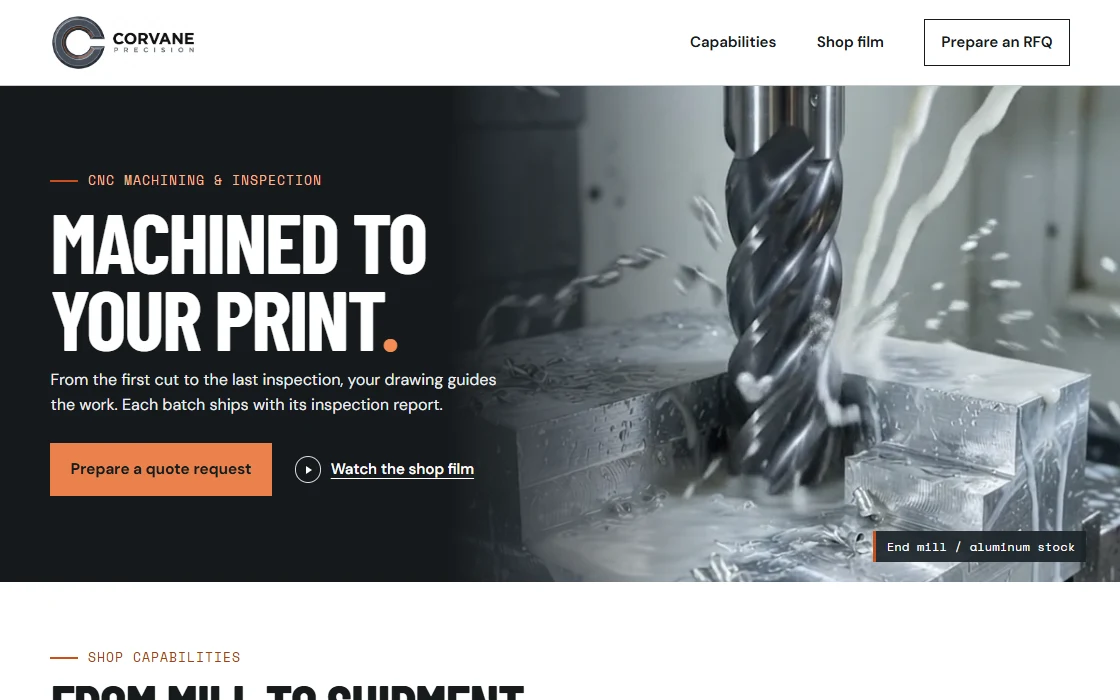 CORVANE
PRECISION
Capabilities
Shop film
Prepare an RFQ
CNC MACHINING & INSPECTION
MACHINED TO
YOUR PRINT.
From the first cut to the last inspection, your drawing guides
the work. Each batch ships with its inspection report.
Prepare a quote request
Watch the shop film
End mill / aluminum stock
SHOP CAPABILITIES
FROM MILL TO SHIPMENT